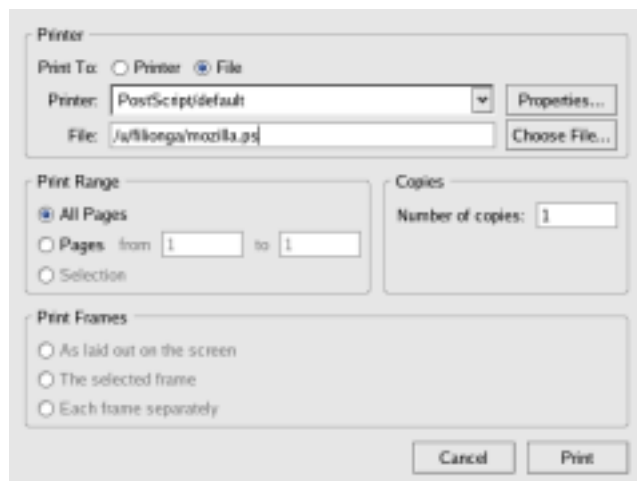 Printer
Print To: Printer File
Printer: PostScript/default Properties...
File: /u/filionga/mozilla.ps Choose File...
Print Range
All Pages
Pages from 1 to 1
Selection
Copies
Number of copies: 1
Print Frames
As laid out on the screen
The selected frame
Each frame separately
Cancel Print